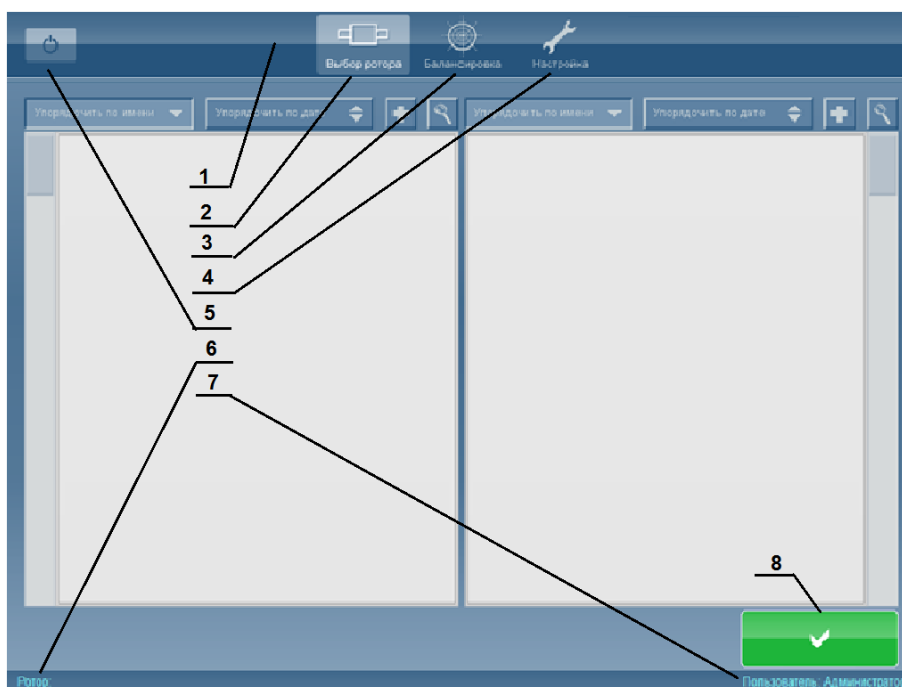 Выбор ротора
Балансировка
Настройка
Упорядочить по имени
Упорядочить по дате
Упорядочить по имени
Упорядочить по дате
1
2
3
4
5
6
7
8
Ротор:
Пользователь: Администрато